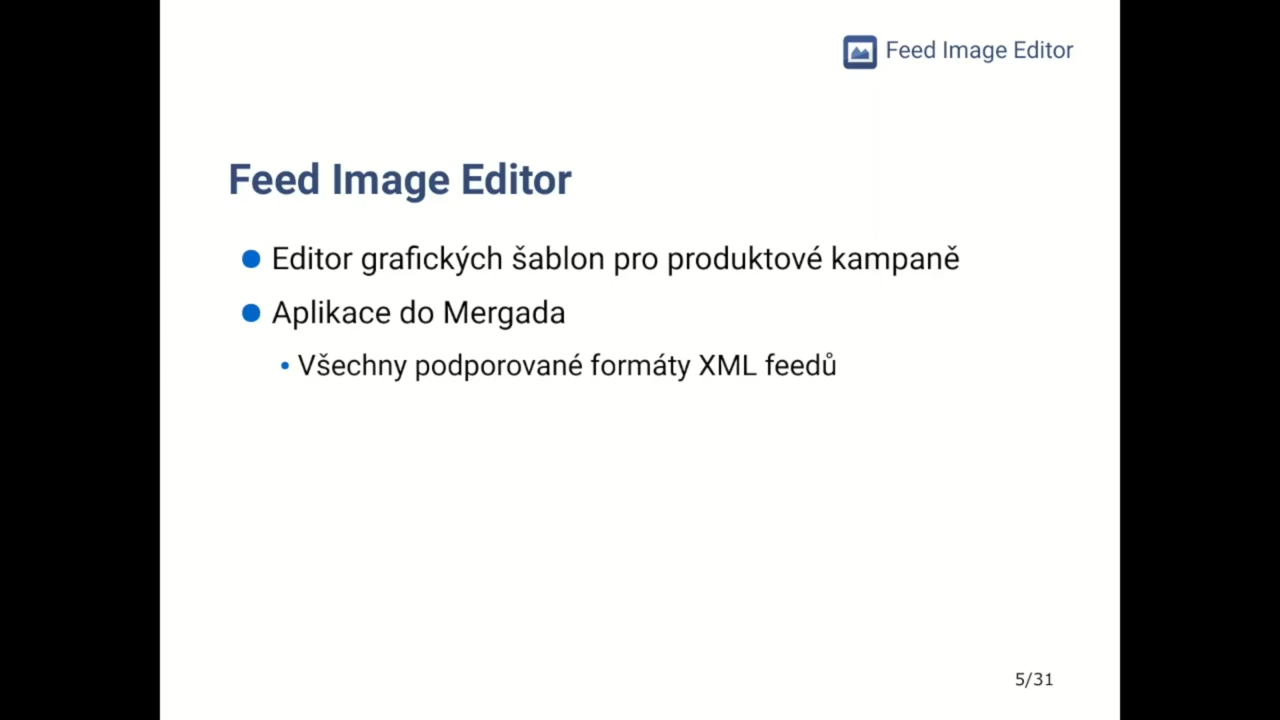 Feed Image Editor
Feed Image Editor
Editor grafických šablon pro produktové kampaně
Aplikace do Mergada
Všechny podporované formáty XML feedů
5/31